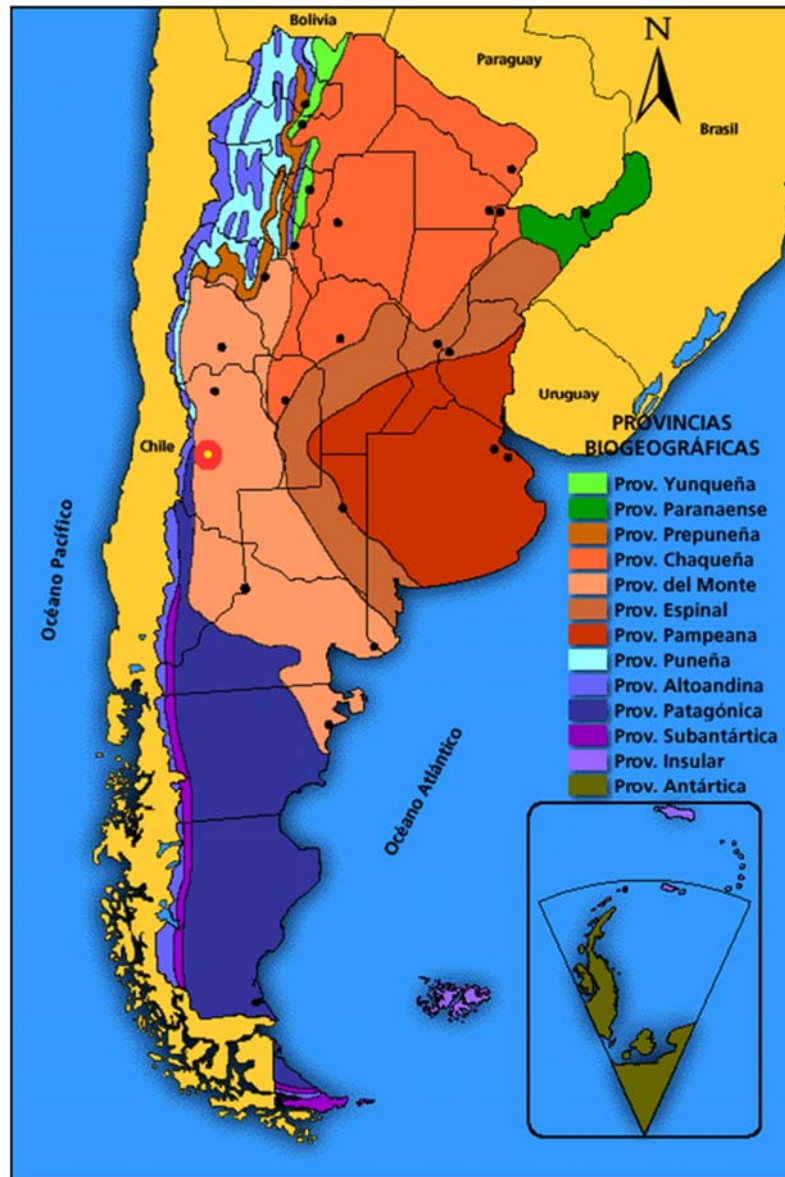 Bolivia
N
Paraguay
Brasil
Uruguay
Chile
Océano Pacífico
Océano Atlántico
PROVINCIAS
BIOGEOGRÁFICAS
Prov. Yunqueña
Prov. Paranaense
Prov. Prepuneña
Prov. Chaqueña
Prov. del Monte
Prov. Espinal
Prov. Pampeana
Prov. Puneña
Prov. Altoandina
Prov. Patagónica
Prov. Subantártica
Prov. Insular
Prov. Antártica